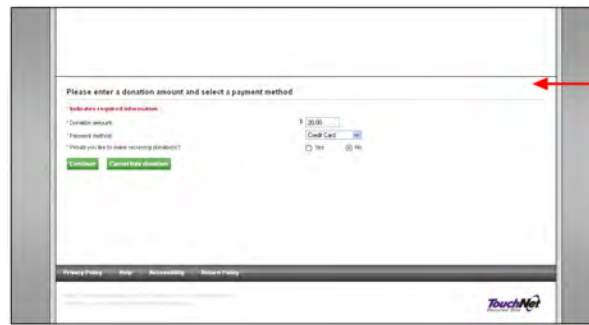 Please enter a donation amount and select a payment method
* Indicates required information
* Donation amount: $ 20.00
* Payment method: Credit Card
* Would you like to make recurring donations? Yes No
Continue Cancel this donation
Privacy Policy Help Accessibility Return Policy
TouchNet